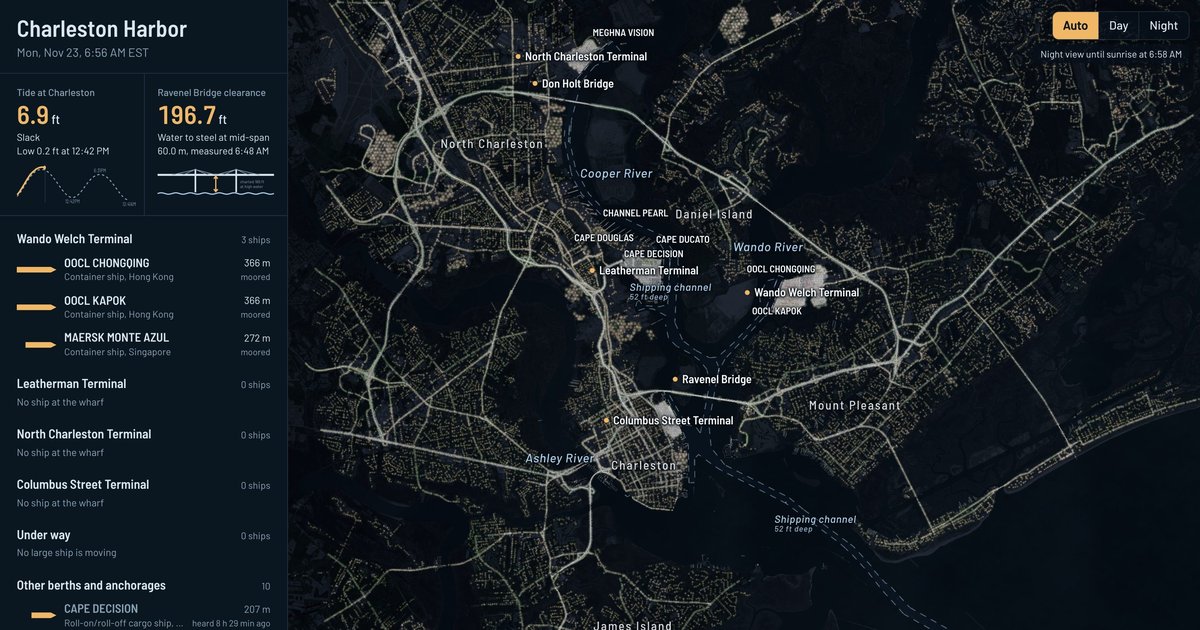 Charleston Harbor
Mon, Nov 23, 6:56 AM EST
Tide at Charleston
6.9 ft
Slack
Low 0.2 ft at 12:42 PM
Ravenel Bridge clearance
196.7 ft
Water to steel at mid-span
60.0 m, measured 6:48 AM
Wando Welch Terminal
3 ships
OOCL CHONGQING
366 m
Container ship, Hong Kong
moored
OOCL KAPOK
366 m
Container ship, Hong Kong
moored
MAERSK MONTE AZUL
272 m
Container ship, Singapore
moored
Leatherman Terminal
0 ships
No ship at the wharf
North Charleston Terminal
0 ships
No ship at the wharf
Columbus Street Terminal
0 ships
No ship at the wharf
Under way
0 ships
No large ship is moving
Other berths and anchorages
10
CAPE DECISION
207 m
Roll-on/roll-off cargo ship, ...
heard 8 h 29 min ago
Auto
Day
Night
Night view until sunrise at 6:58 AM
MEGHNA VISION
North Charleston Terminal
Don Holt Bridge
North Charleston
Cooper River
CHANNEL PEARL
Daniel Island
CAPE DOUGLAS
CAPE DUCATO
Wando River
CAPE DECISION
Leatherman Terminal
OOCL CHONGQING
Shipping channel
52 ft deep
Wando Welch Terminal
OOCL KAPOK
Ravenel Bridge
Mount Pleasant
Columbus Street Terminal
Ashley River
Charleston
Shipping channel
52 ft deep
James Island